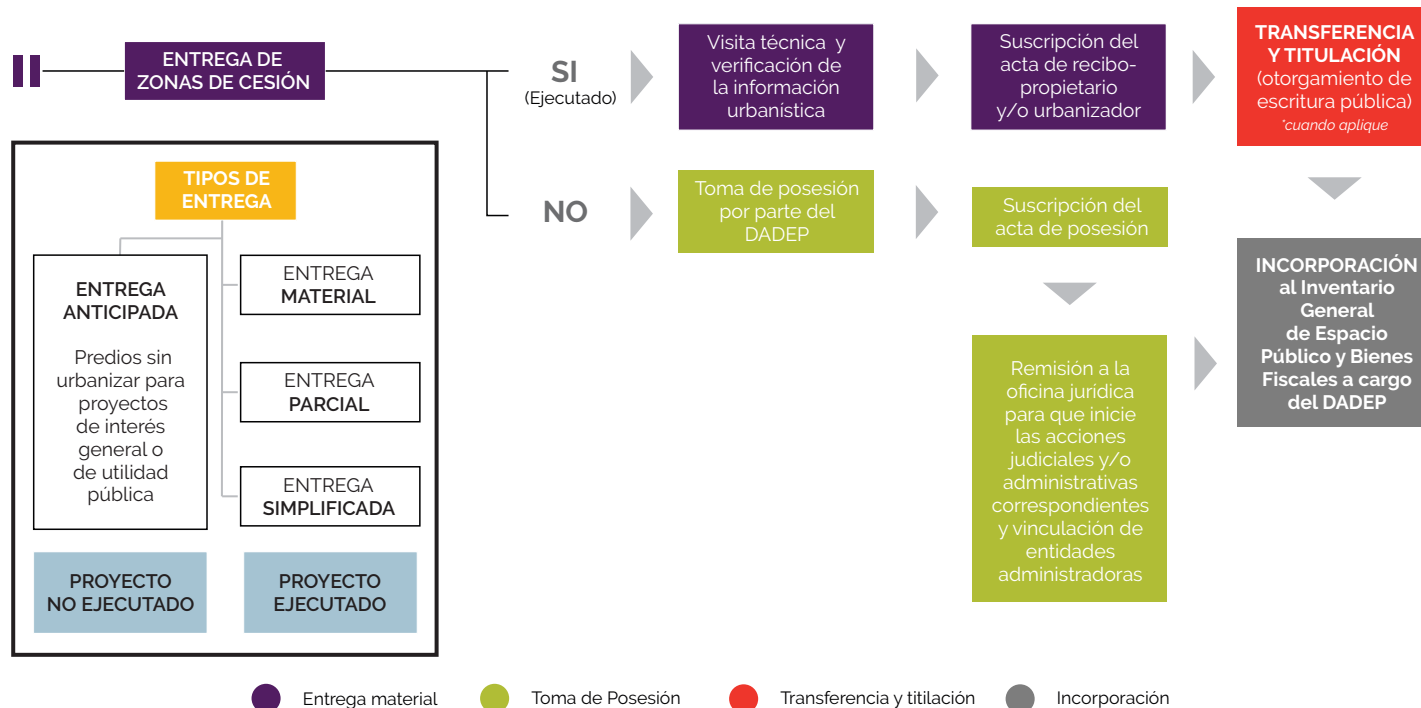 ENTREGA DE
ZONAS DE CESIÓN
SI
(Ejecutado)
Visita técnica y
verificación de
la información
urbanística
Suscripción del
acta de recibo-
propietario
y/o urbanizador
TRANSFERENCIA
Y TITULACIÓN
(otorgamiento de
escritura pública)
*cuando aplique
NO
Toma de posesión
por parte del
DADEP
Suscripción del
acta de posesión
Remisión a la
oficina jurídica
para que inicie
las acciones
judiciales y/o
administrativas
correspondientes
y vinculación de
entidades
administradoras
INCORPORACIÓN
al Inventario
General
de Espacio
Público y Bienes
Fiscales a cargo
del DADEP
TIPOS DE
ENTREGA
ENTREGA
ANTICIPADA
Predios sin
urbanizar para
proyectos
de interés
general o
de utilidad
pública
ENTREGA
MATERIAL
ENTREGA
PARCIAL
ENTREGA
SIMPLIFICADA
PROYECTO
NO EJECUTADO
PROYECTO
EJECUTADO
Entrega material
Toma de Posesión
Transferencia y titilación
Incorporación